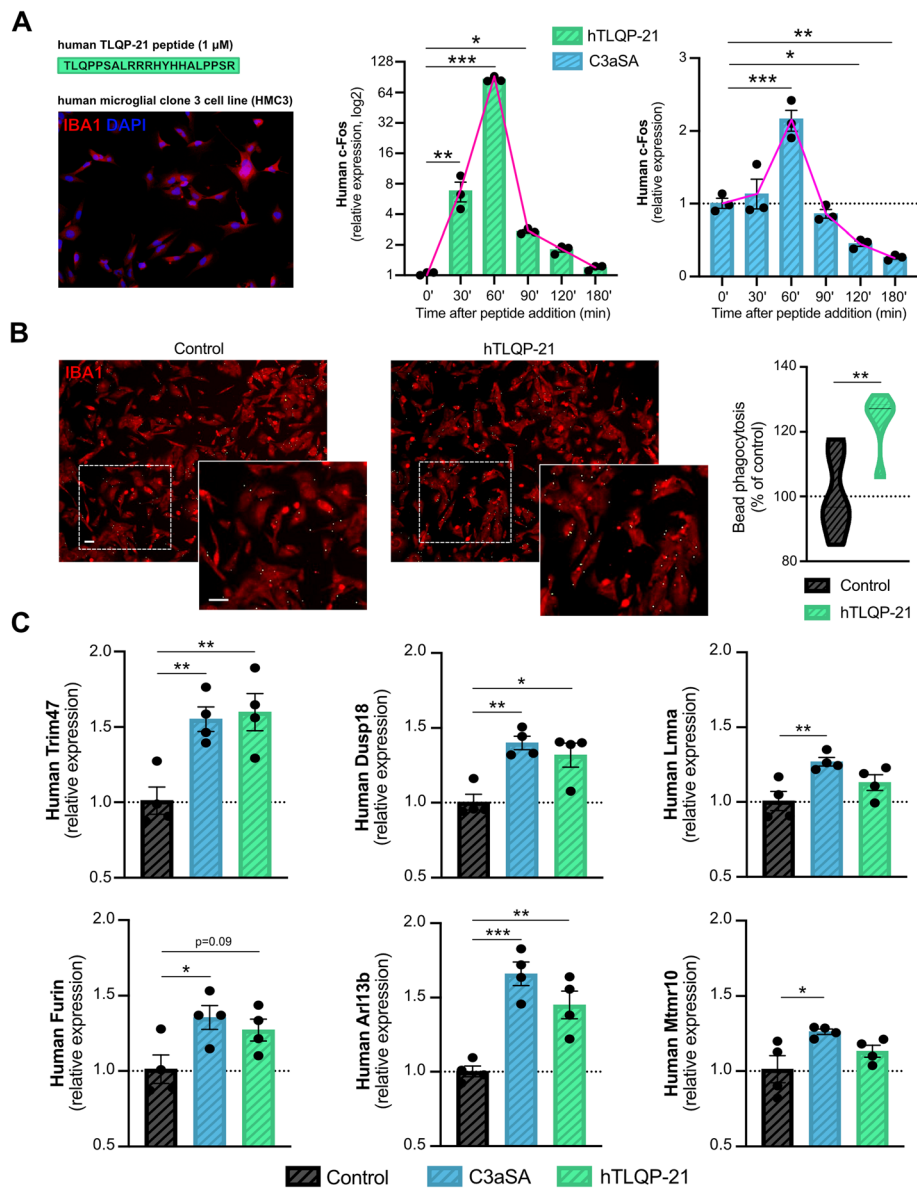 A
human TLQP-21 peptide (1 µM)
TLQPPSALRRRHYHHALPPSR
human microglial clone 3 cell line (HMC3)
IBA1 DAPI
Human c-Fos
(relative expression, log2)
128
64
32
16
8
4
2
1
**
***
*
0' 30' 60' 90' 120' 180'
Time after peptide addition (min)
hTLQP-21
C3aSA
Human c-Fos
(relative expression)
3
2
1
0
***
*
**
0' 30' 60' 90' 120' 180'
Time after peptide addition (min)
B
Control
IBA1
hTLQP-21
Bead phagocytosis
(% of control)
140
120
100
80
**
Control
hTLQP-21
C
Human Trim47
(relative expression)
2.0
1.5
1.0
0.5
**
**
Human Dusp18
(relative expression)
2.0
1.5
1.0
0.5
*
**
Human Lmna
(relative expression)
2.0
1.5
1.0
0.5
**
Human Furin
(relative expression)
2.0
1.5
1.0
0.5
p=0.09
*
Human Arl13b
(relative expression)
2.0
1.5
1.0
0.5
**
***
Human Mtmr10
(relative expression)
2.0
1.5
1.0
0.5
*
Control C3aSA hTLQP-21